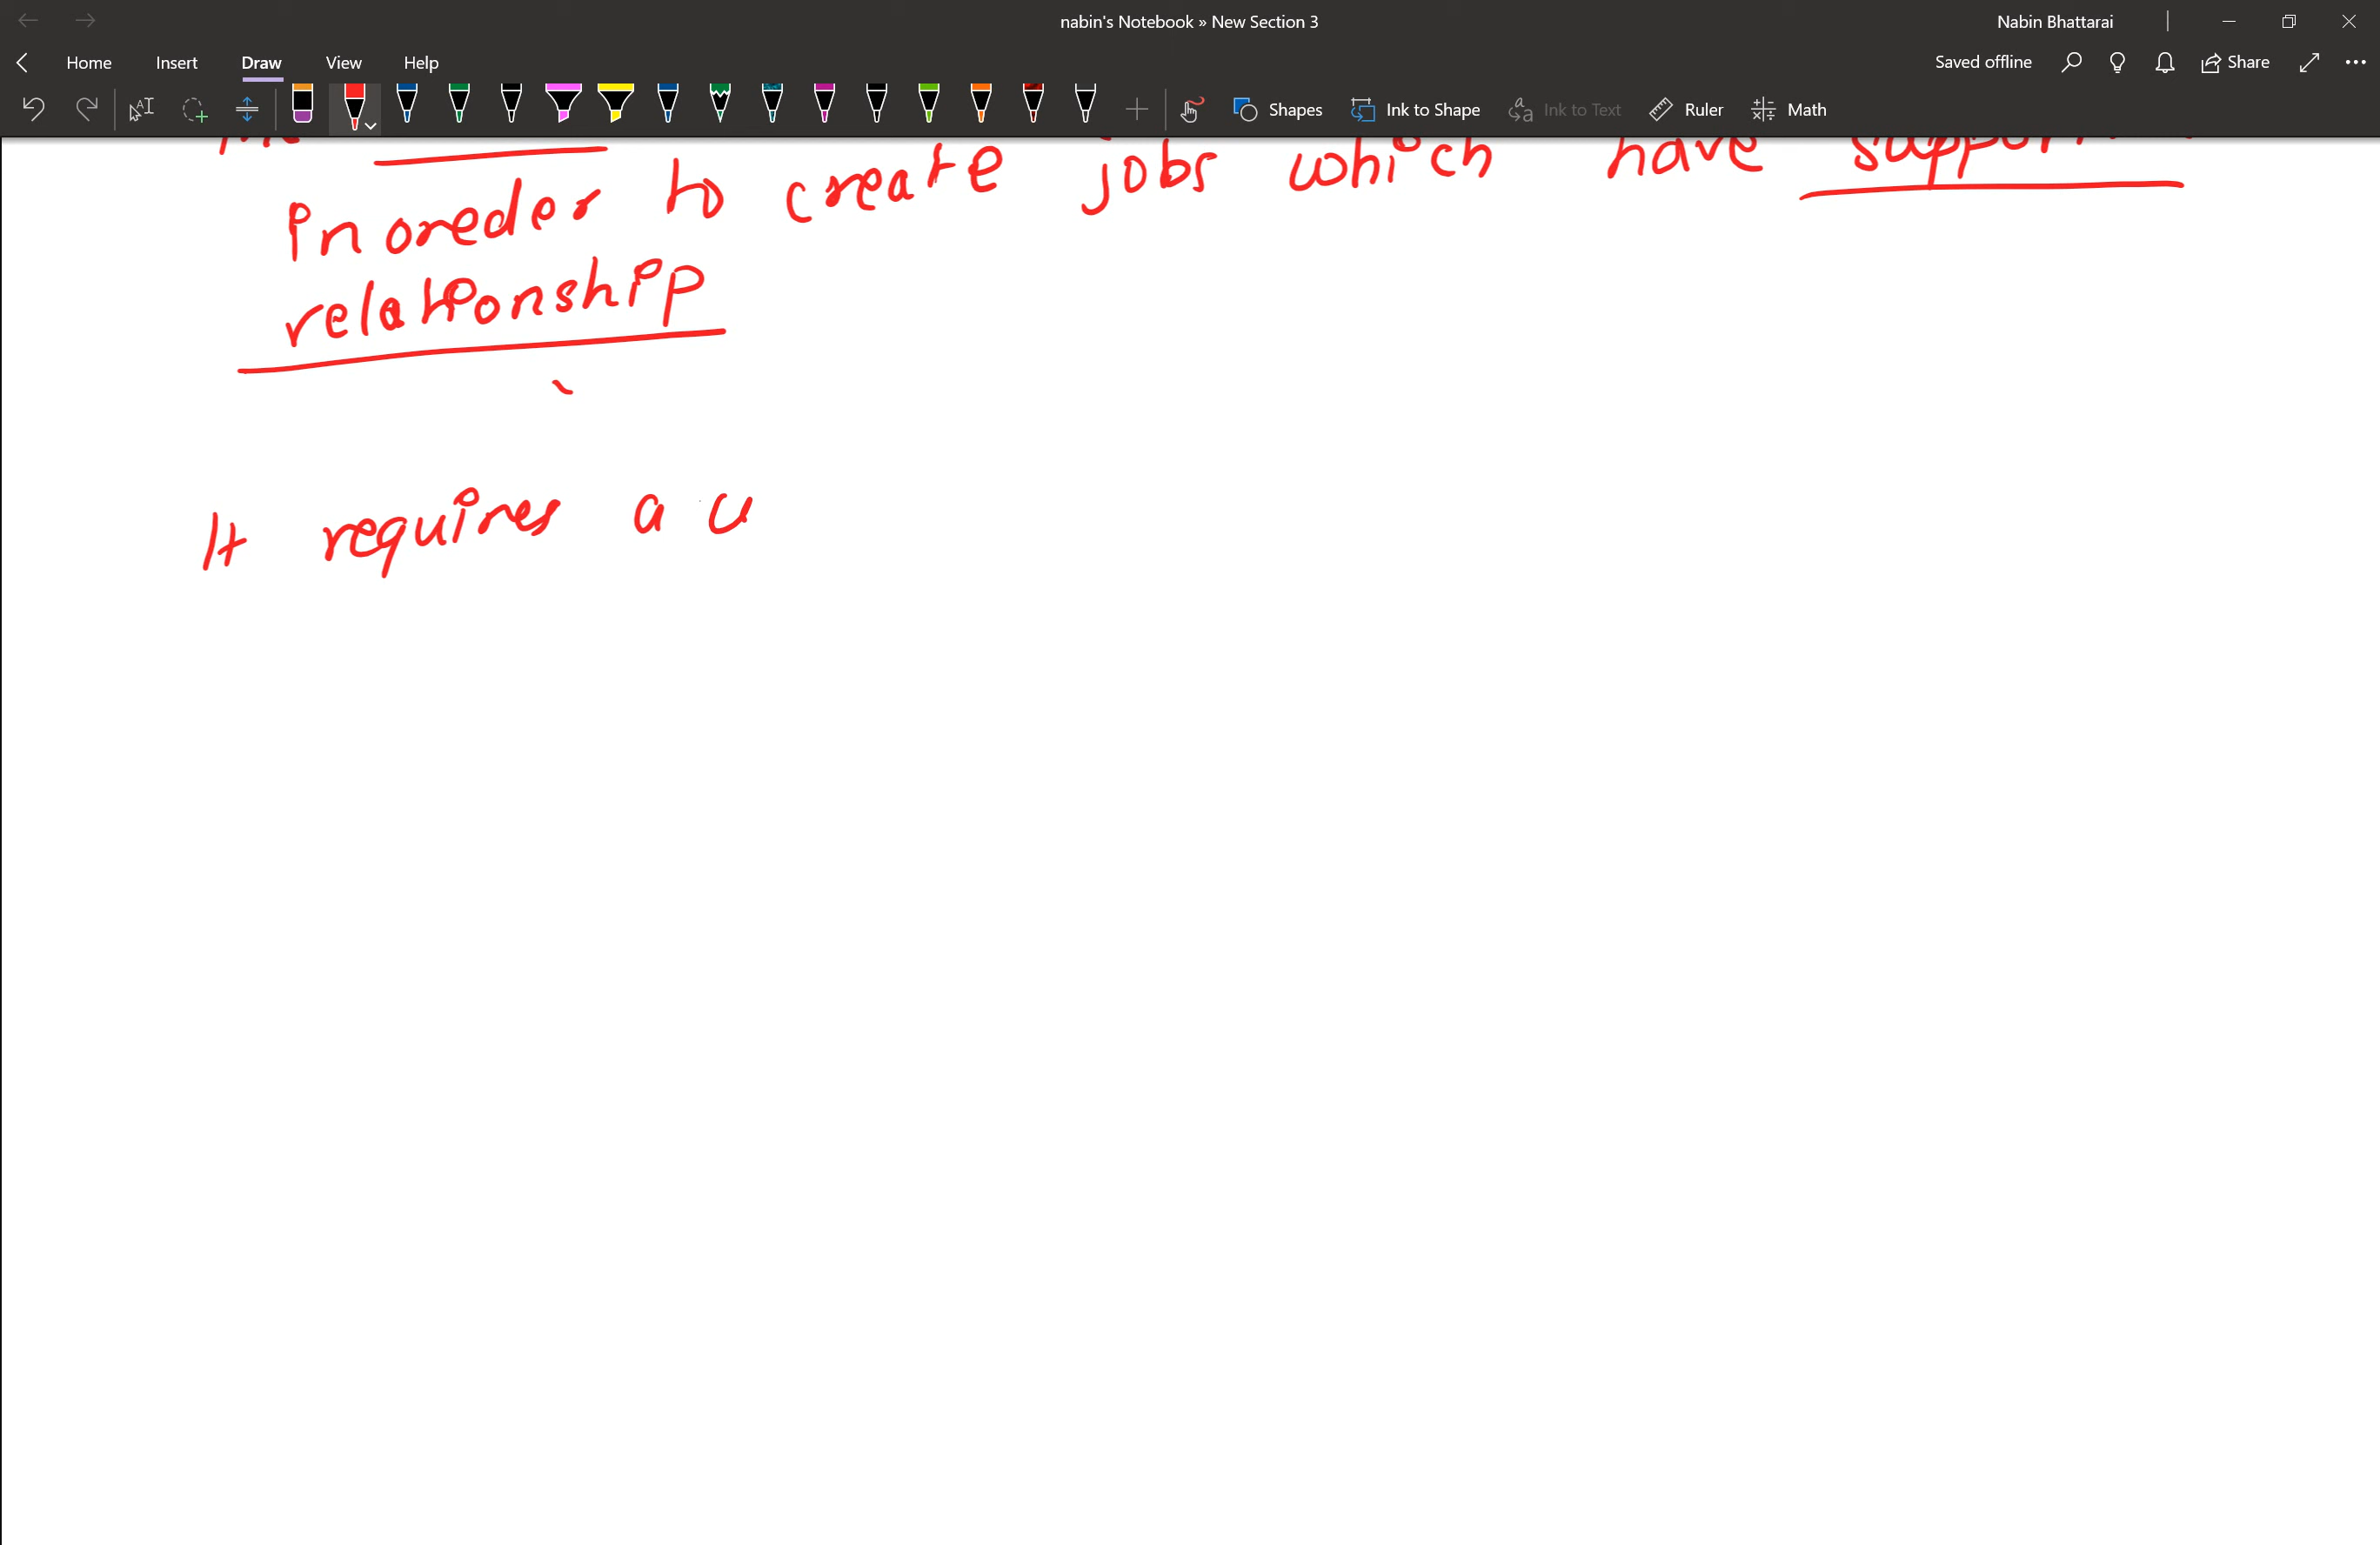 nabin's Notebook » New Section 3
Nabin Bhattarai
Home Insert Draw View Help
Saved offline
Share
Shapes
Ink to Shape
Ink to Text
Ruler
Math
jobs which have
in oreder to create
relationship
It requires a